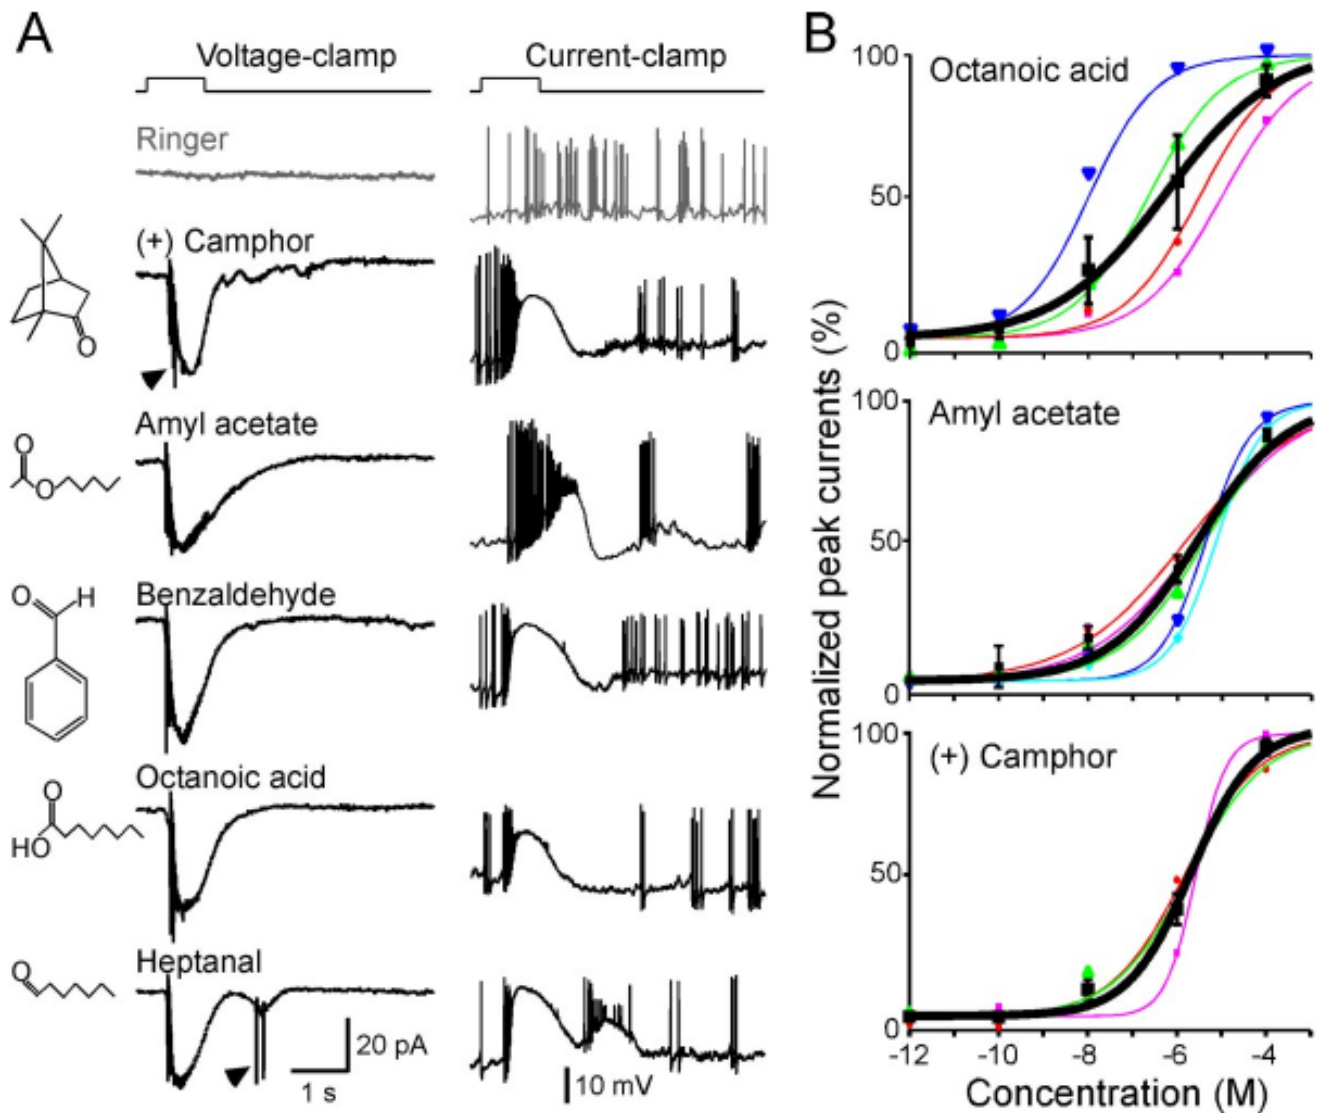 A
Voltage-clamp
Current-clamp
Ringer
(+) Camphor
O
Amyl acetate
O
O
Benzaldehyde
O
H
Octanoic acid
O
HO
Heptanal
O
20 pA
1 s
10 mV
B
Normalized peak currents (%)
100
Octanoic acid
50
0
100
Amyl acetate
50
0
100
(+) Camphor
50
0
-12 -10 -8 -6 -4
Concentration (M)